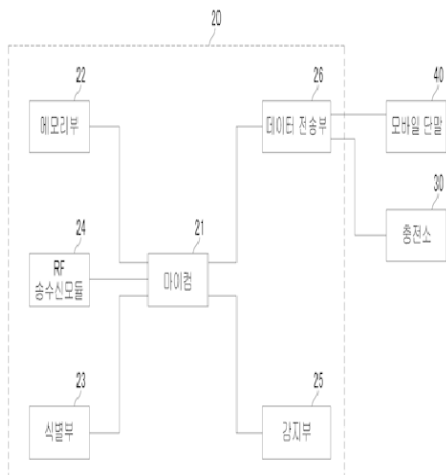 20
22
메모리부
26
데이터 전송부
40
모바일 단말
30
충전소
24
RF
송수신모듈
21
마이컴
23
식별부
25
감지부